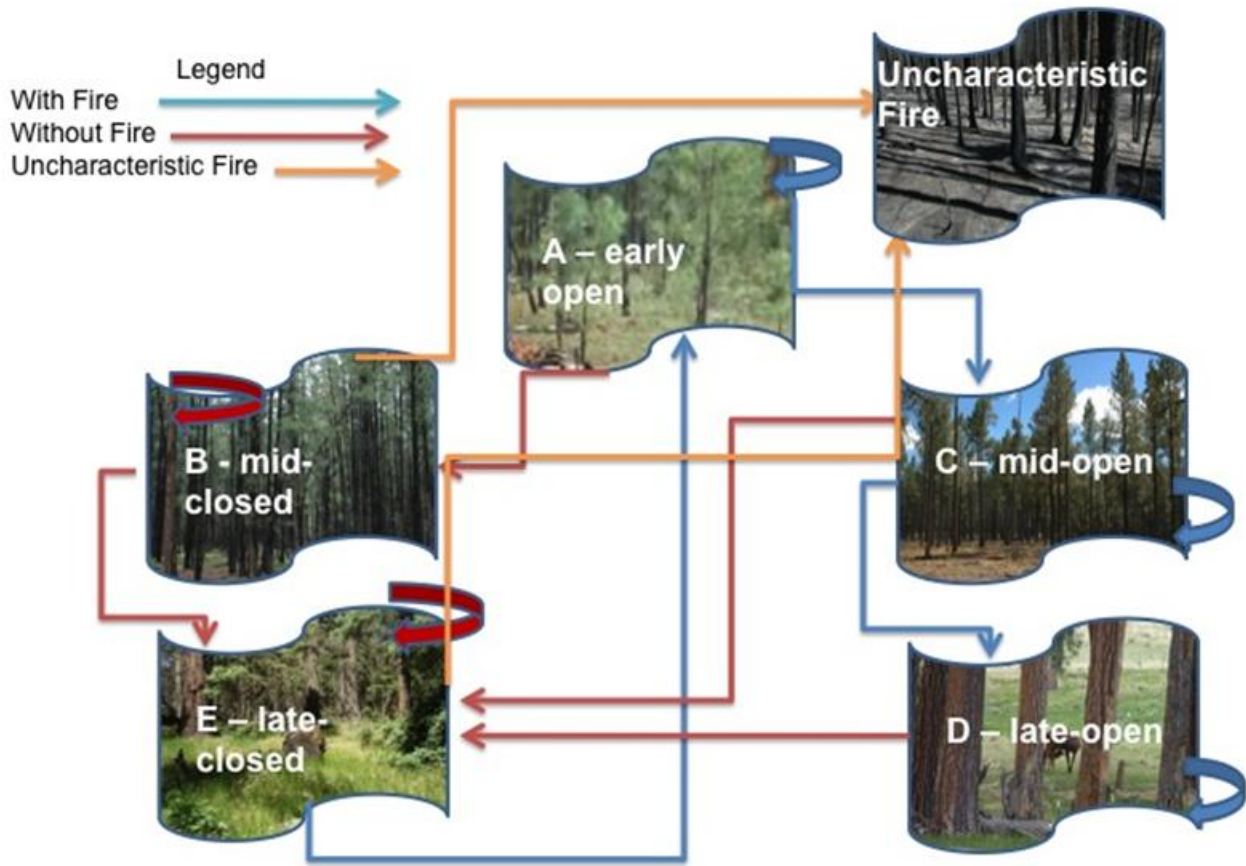 Legend
With Fire
Without Fire
Uncharacteristic Fire
Uncharacteristic
Fire
A – early
open
B - mid-
closed
C – mid-open
E – late-
closed
D – late-open